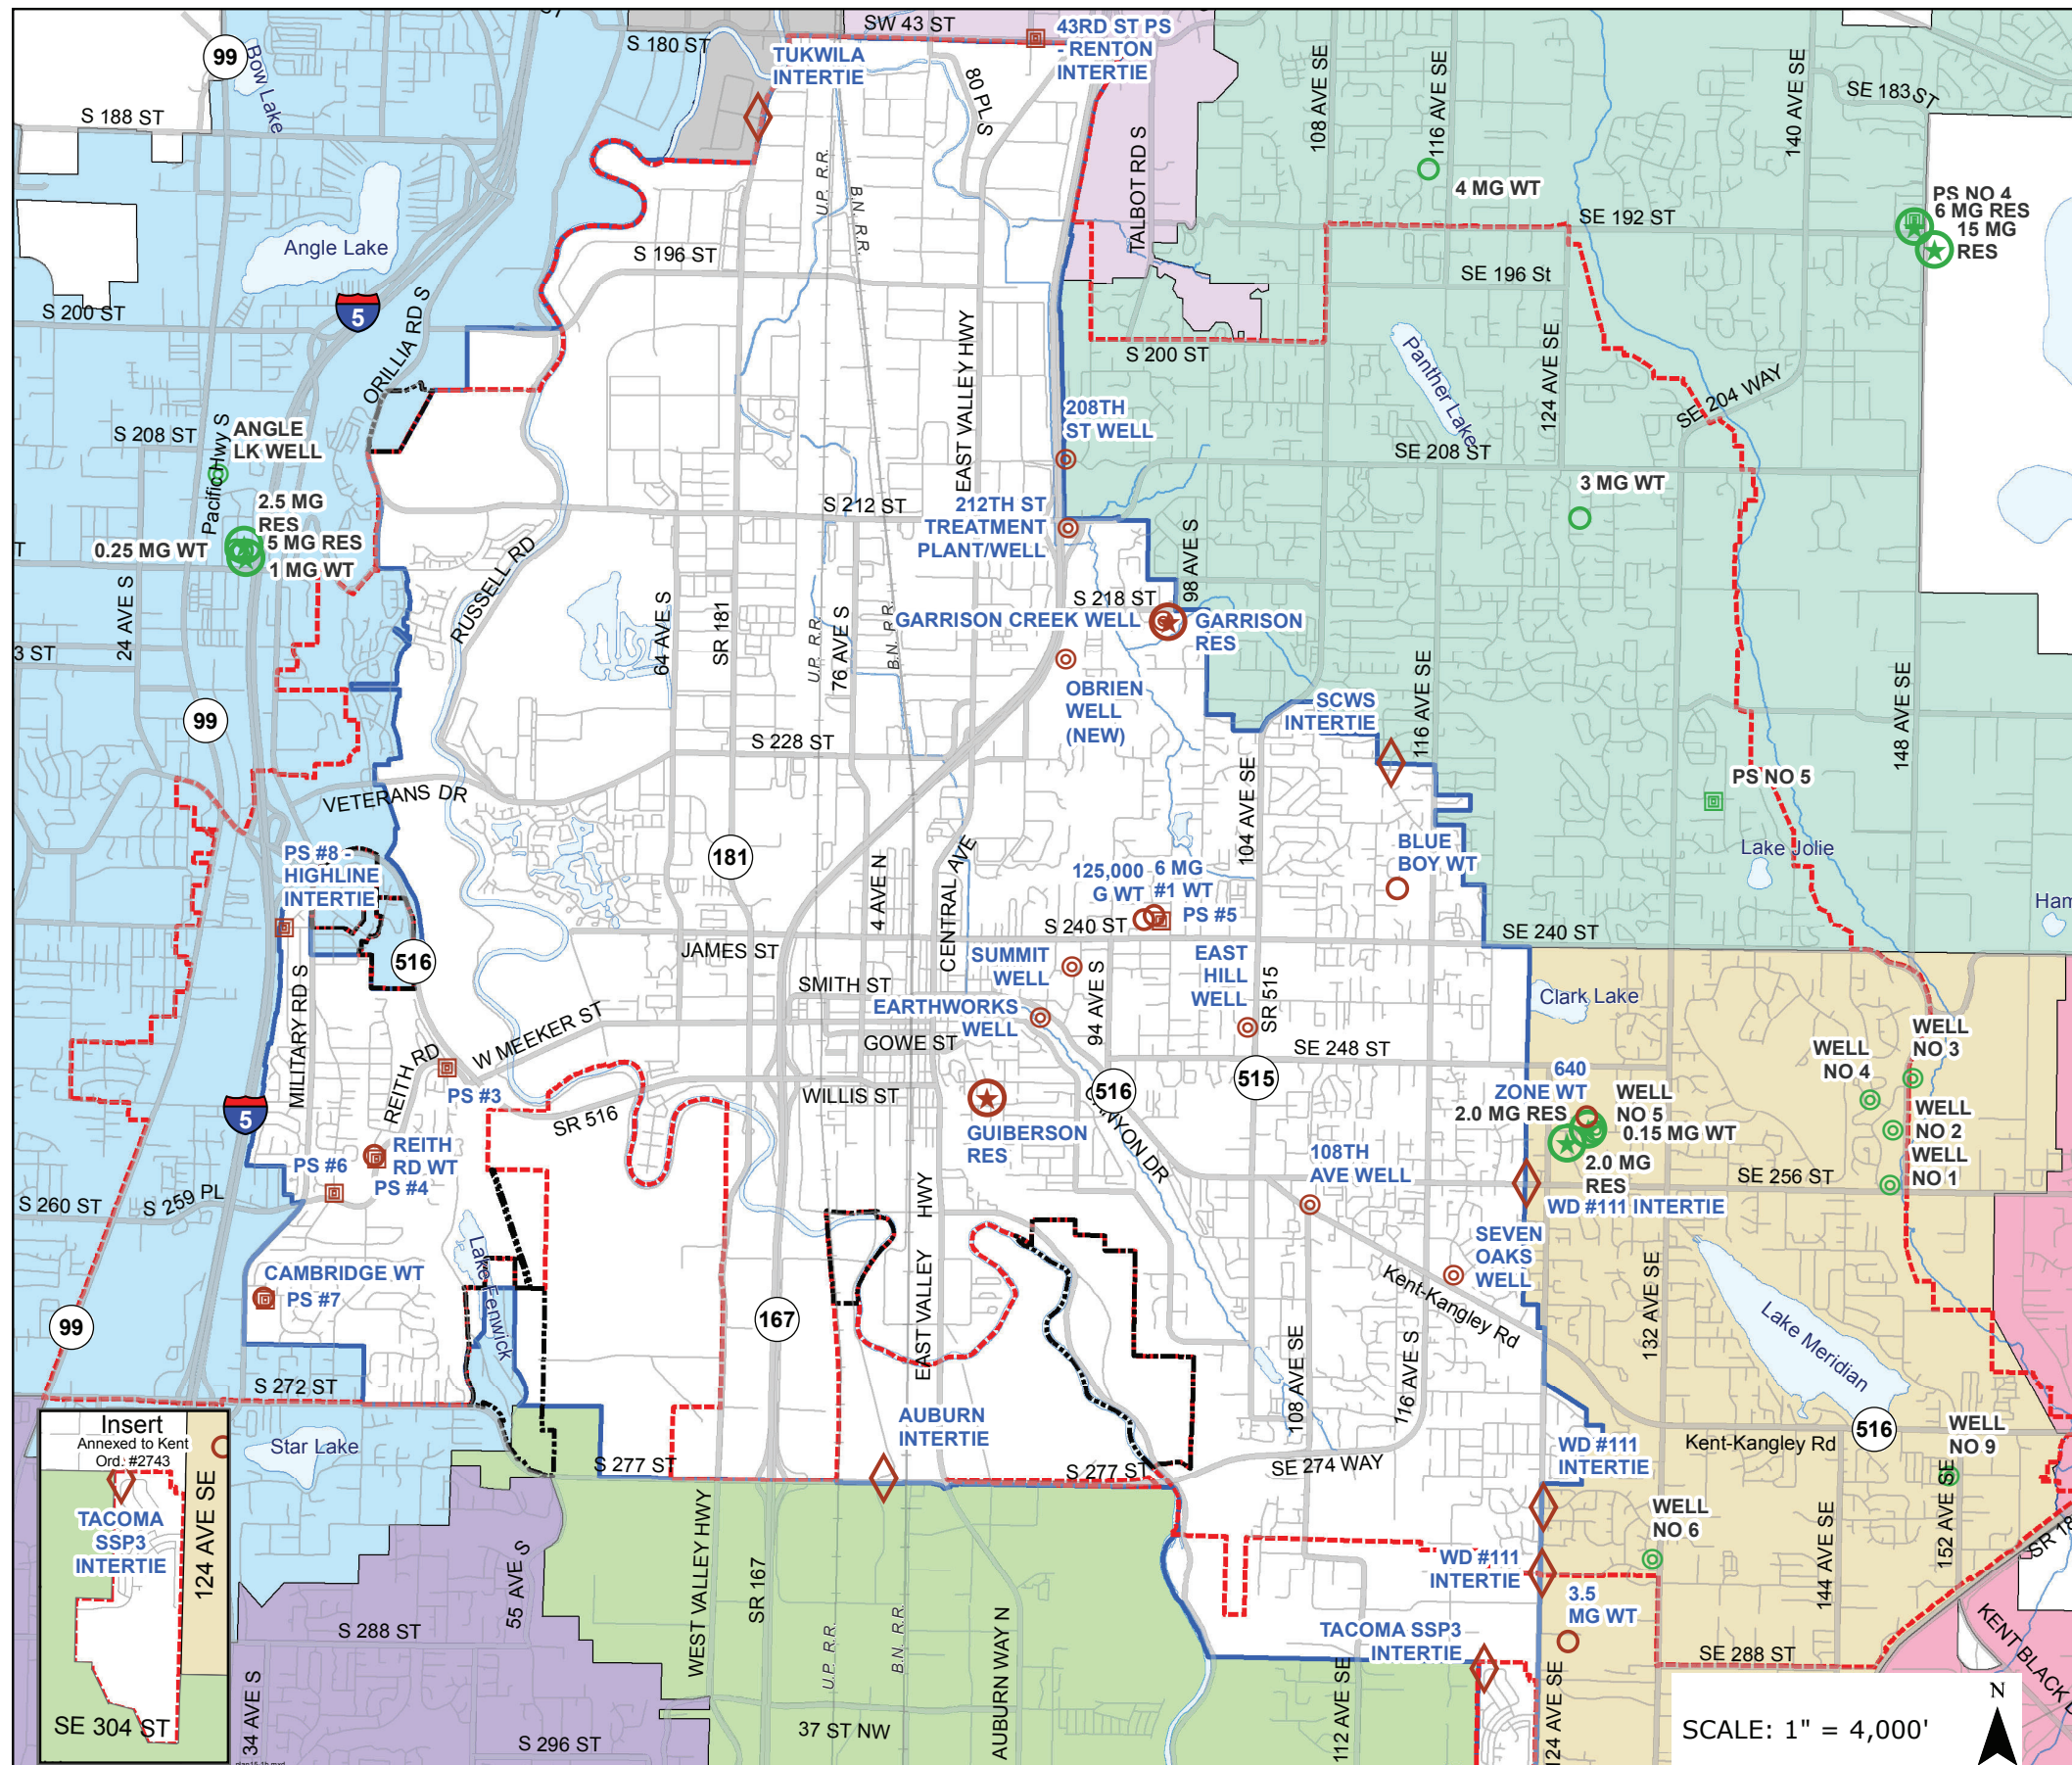 SW 43 ST
43RD ST PS
- RENTON
INTERTIE
S 180 ST
TUKWILA
INTERTIE
99
Bow Lake
80 PL S
108 AVE SE
116 AVE SE
140 AVE SE
SE 183 ST
S 188 ST
U.P. R.R.
B.N. R.R.
TALBOT RD S
4 MG WT
PS NO 4
6 MG RES
15 MG
RES
SE 192 ST
Angle Lake
S 196 ST
SE 196 St
5
S 200 ST
ORILLIA RD S
EAST VALLEY HWY
S 200 ST
Panther Lake
124 AVE SE
SE 204 WAY
208TH
ST WELL
S 208 ST
Pacific Hwy S
ANGLE
LK WELL
SE 208 ST
3 MG WT
2.5 MG
RES
5 MG RES
0.25 MG WT
1 MG WT
S 212 ST
212TH ST
TREATMENT
PLANT/WELL
RUSSELL RD
98 AVE S
24 AVE S
64 AVE S
SR 181
U.P. R.R.
76 AVE S
B.N. R.R.
S 218 ST
GARRISON CREEK WELL
GARRISON
RES
3 ST
OBRIEN
WELL
(NEW)
SCWS
INTERTIE
116 AVE SE
148 AVE SE
99
S 228 ST
VETERANS DR
104 AVE SE
PS NO 5
BLUE
BOY WT
Lake Jolie
PS #8 -
HIGHLINE
INTERTIE
181
4 AVE N
CENTRAL AVE
125,000
G WT
6 MG
#1 WT
PS #5
S 240 ST
SE 240 ST
516
JAMES ST
SUMMIT
WELL
EAST
HILL
WELL
MILITARY RD S
SMITH ST
EARTHWORKS
WELL
94 AVE S
SR 515
Clark Lake
W MEEKER ST
GOWE ST
SE 248 ST
WELL
NO 3
WELL
NO 4
REITH RD
PS #3
WILLIS ST
516
515
640
ZONE WT
WELL
NO 5
2.0 MG RES
0.15 MG WT
WELL
NO 2
5
SR 516
GUIBERSON
RES
CANYON DR
2.0 MG
RES
WELL
NO 1
REITH
RD WT
PS #6
PS #4
108TH
AVE WELL
SE 256 ST
WD #111 INTERTIE
S 260 ST
S 259 PL
EAST VALLEY HWY
SEVEN
OAKS
WELL
Lake Fenwick
CAMBRIDGE WT
PS #7
Kent-Kangley Rd
132 AVE SE
Lake Meridian
99
167
108 AVE SE
116 AVE S
S 272 ST
AUBURN
INTERTIE
516
WELL
NO 9
Kent-Kangley Rd
Insert
Annexed to Kent
Ord. #2743
Star Lake
WD #111
INTERTIE
S 277 ST
S 277 ST
SE 274 WAY
TACOMA
SSP3
INTERTIE
124 AVE SE
WELL
NO 6
152 AVE SE
144 AVE SE
WEST VALLEY HWY
SR 167
55 AVE S
WD #111
INTERTIE
3.5
MG WT
S 288 ST
U.P. R.R.
B.N. R.R.
AUBURN WAY N
TACOMA SSP3
INTERTIE
SE 288 ST
KENT BLACK
34 AVE S
SE 304 ST
37 ST NW
S 296 ST
112 AVE SE
124 AVE SE
SCALE: 1" = 4,000'
N